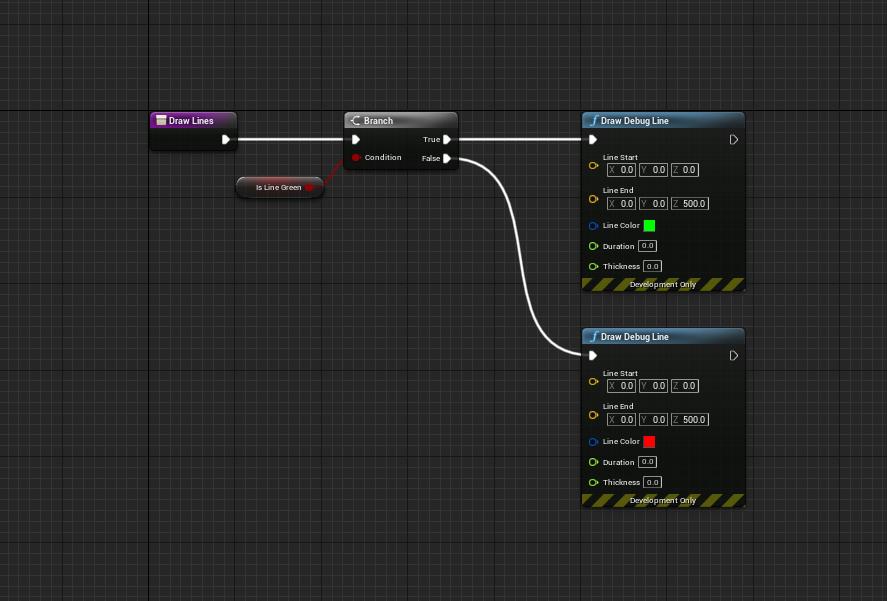 Draw Lines
Branch
True
Condition
False
Is Line Green
Draw Debug Line
Line Start
X 0.0 Y 0.0 Z 0.0
Line End
X 0.0 Y 0.0 Z 500.0
Line Color
Duration 0.0
Thickness 0.0
Development Only
Draw Debug Line
Line Start
X 0.0 Y 0.0 Z 0.0
Line End
X 0.0 Y 0.0 Z 500.0
Line Color
Duration 0.0
Thickness 0.0
Development Only